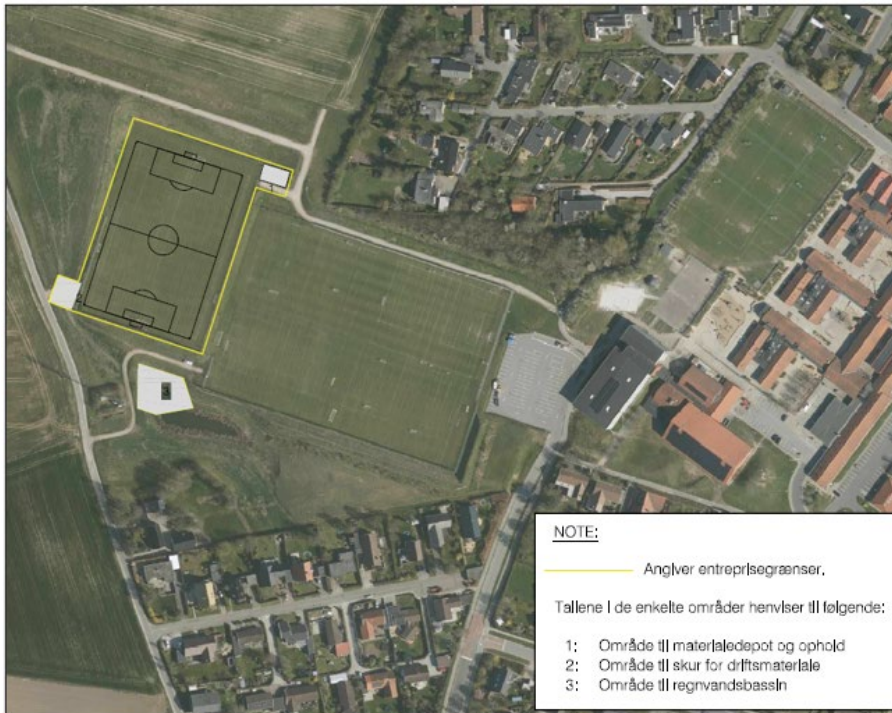 NOTE:
Angiver entreprisegrænser.
Tallene i de enkelte områder henviser til følgende:
1: Område til materialedepot og ophold
2: Område til skur for driftsmateriale
3: Område til regnvandsbassin